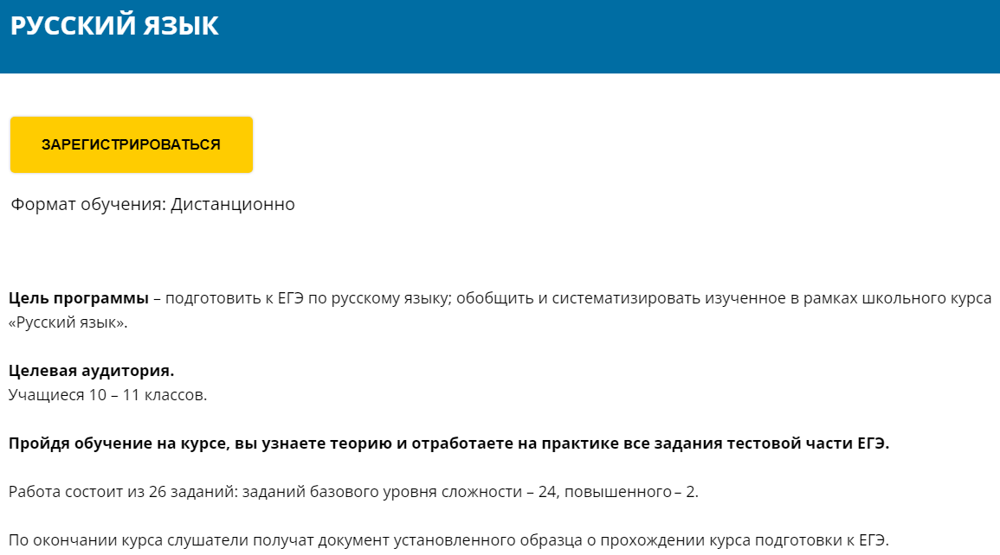 РУССКИЙ ЯЗЫК
ЗАРЕГИСТРИРОВАТЬСЯ
Формат обучения: Дистанционно
Цель программы – подготовить к ЕГЭ по русскому языку; обобщить и систематизировать изученное в рамках школьного курса
«Русский язык».
Целевая аудитория.
Учащиеся 10 – 11 классов.
Пройдя обучение на курсе, вы узнаете теорию и отработаете на практике все задания тестовой части ЕГЭ.
Работа состоит из 26 заданий: заданий базового уровня сложности – 24, повышенного – 2.
По окончании курса слушатели получат документ установленного образца о прохождении курса подготовки к ЕГЭ.